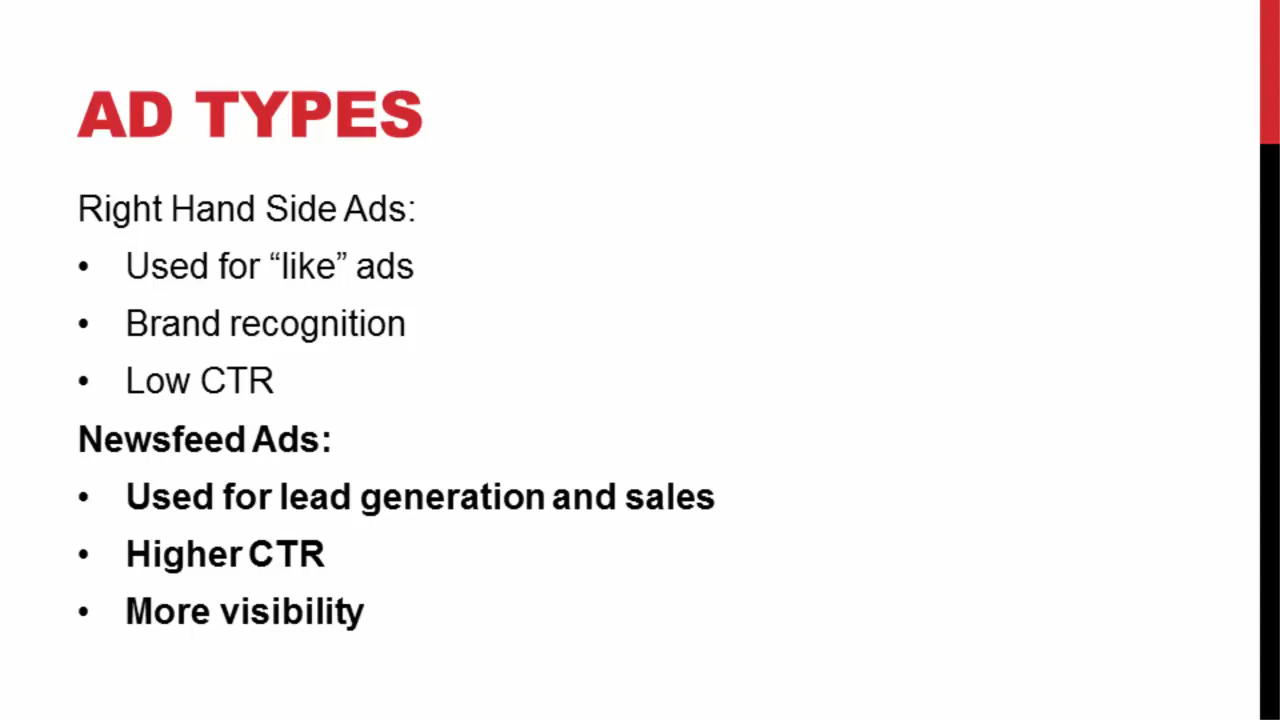 AD TYPES
Right Hand Side Ads:
• Used for “like” ads
• Brand recognition
• Low CTR
Newsfeed Ads:
• Used for lead generation and sales
• Higher CTR
• More visibility